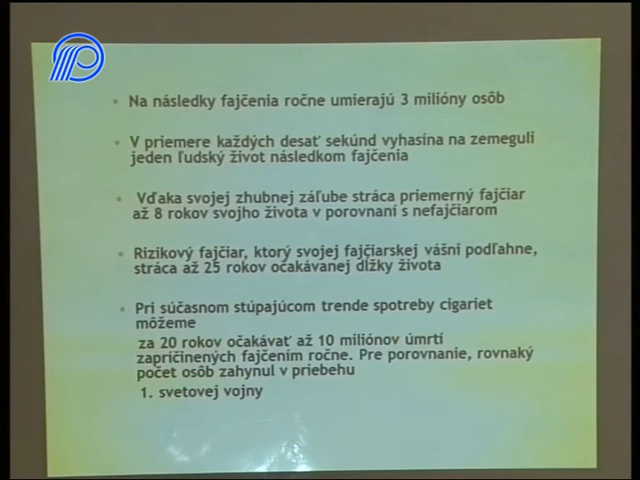 Na následky fajčenia ročne umierajú 3 milióny osôb
V priemere každých desať sekúnd vyhasína na zemeguli
jeden ľudský život následkom fajčenia
Vďaka svojej zhubnej záľube stráca priemerný fajčiar
až 8 rokov svojho života v porovnaní s nefajčiarom
Rizikový fajčiar, ktorý svojej fajčiarskej vášni podľahne,
stráca až 25 rokov očakávanej dĺžky života
Pri súčasnom stúpajúcom trende spotreby cigariet
môžeme
za 20 rokov očakávať až 10 miliónov úmrtí
zapríčinených fajčením ročne. Pre porovnanie, rovnaký
počet osôb zahynul v priebehu
1. svetovej vojny